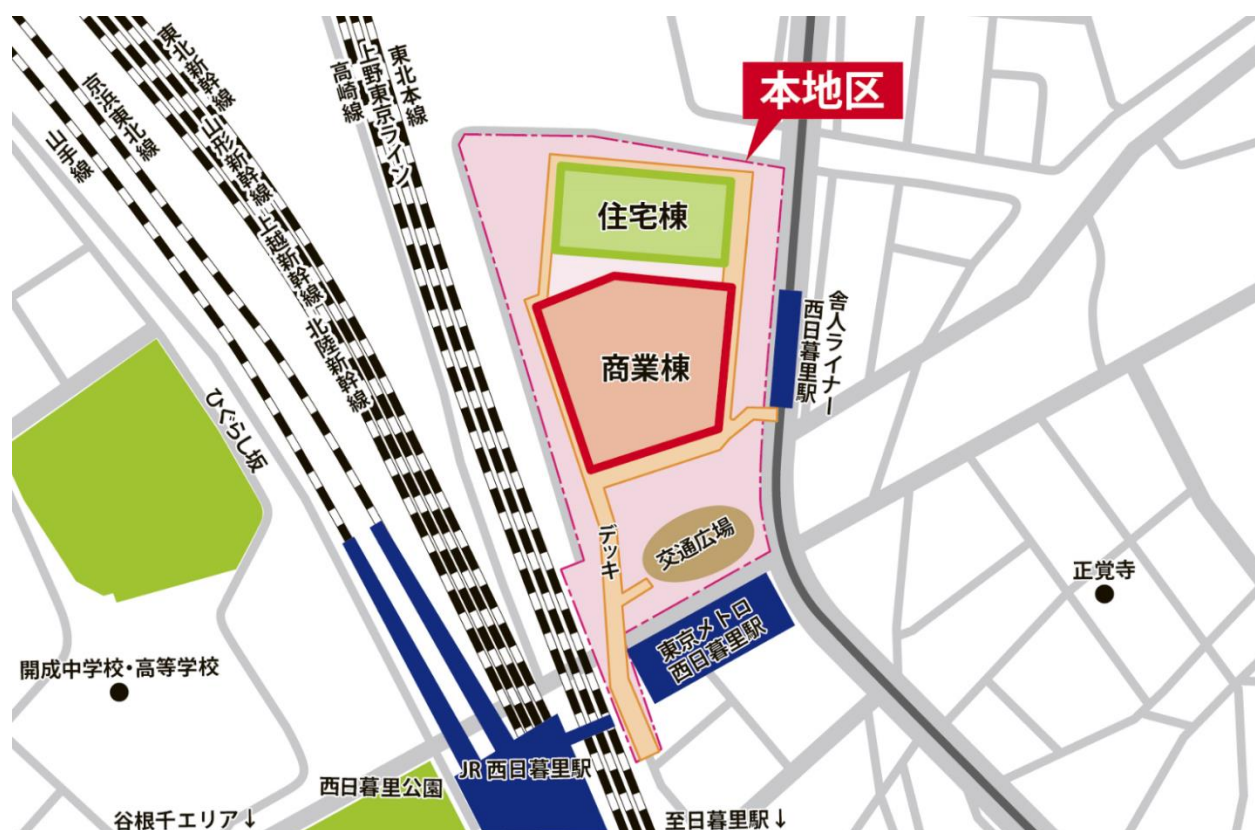 本地区
東北新幹線
山形新幹線
上越新幹線
北陸新幹線
京浜東北線
山手線
高崎線
上野東京ライン
東北本線
住宅棟
商業棟
舎人ライナー
西日暮里駅
ひぐらし坂
デッキ
交通広場
東京メトロ
西日暮里駅
正覚寺
開成中学校・高等学校
JR 西日暮里駅
西日暮里公園
谷根千エリア↓
至日暮里駅↓